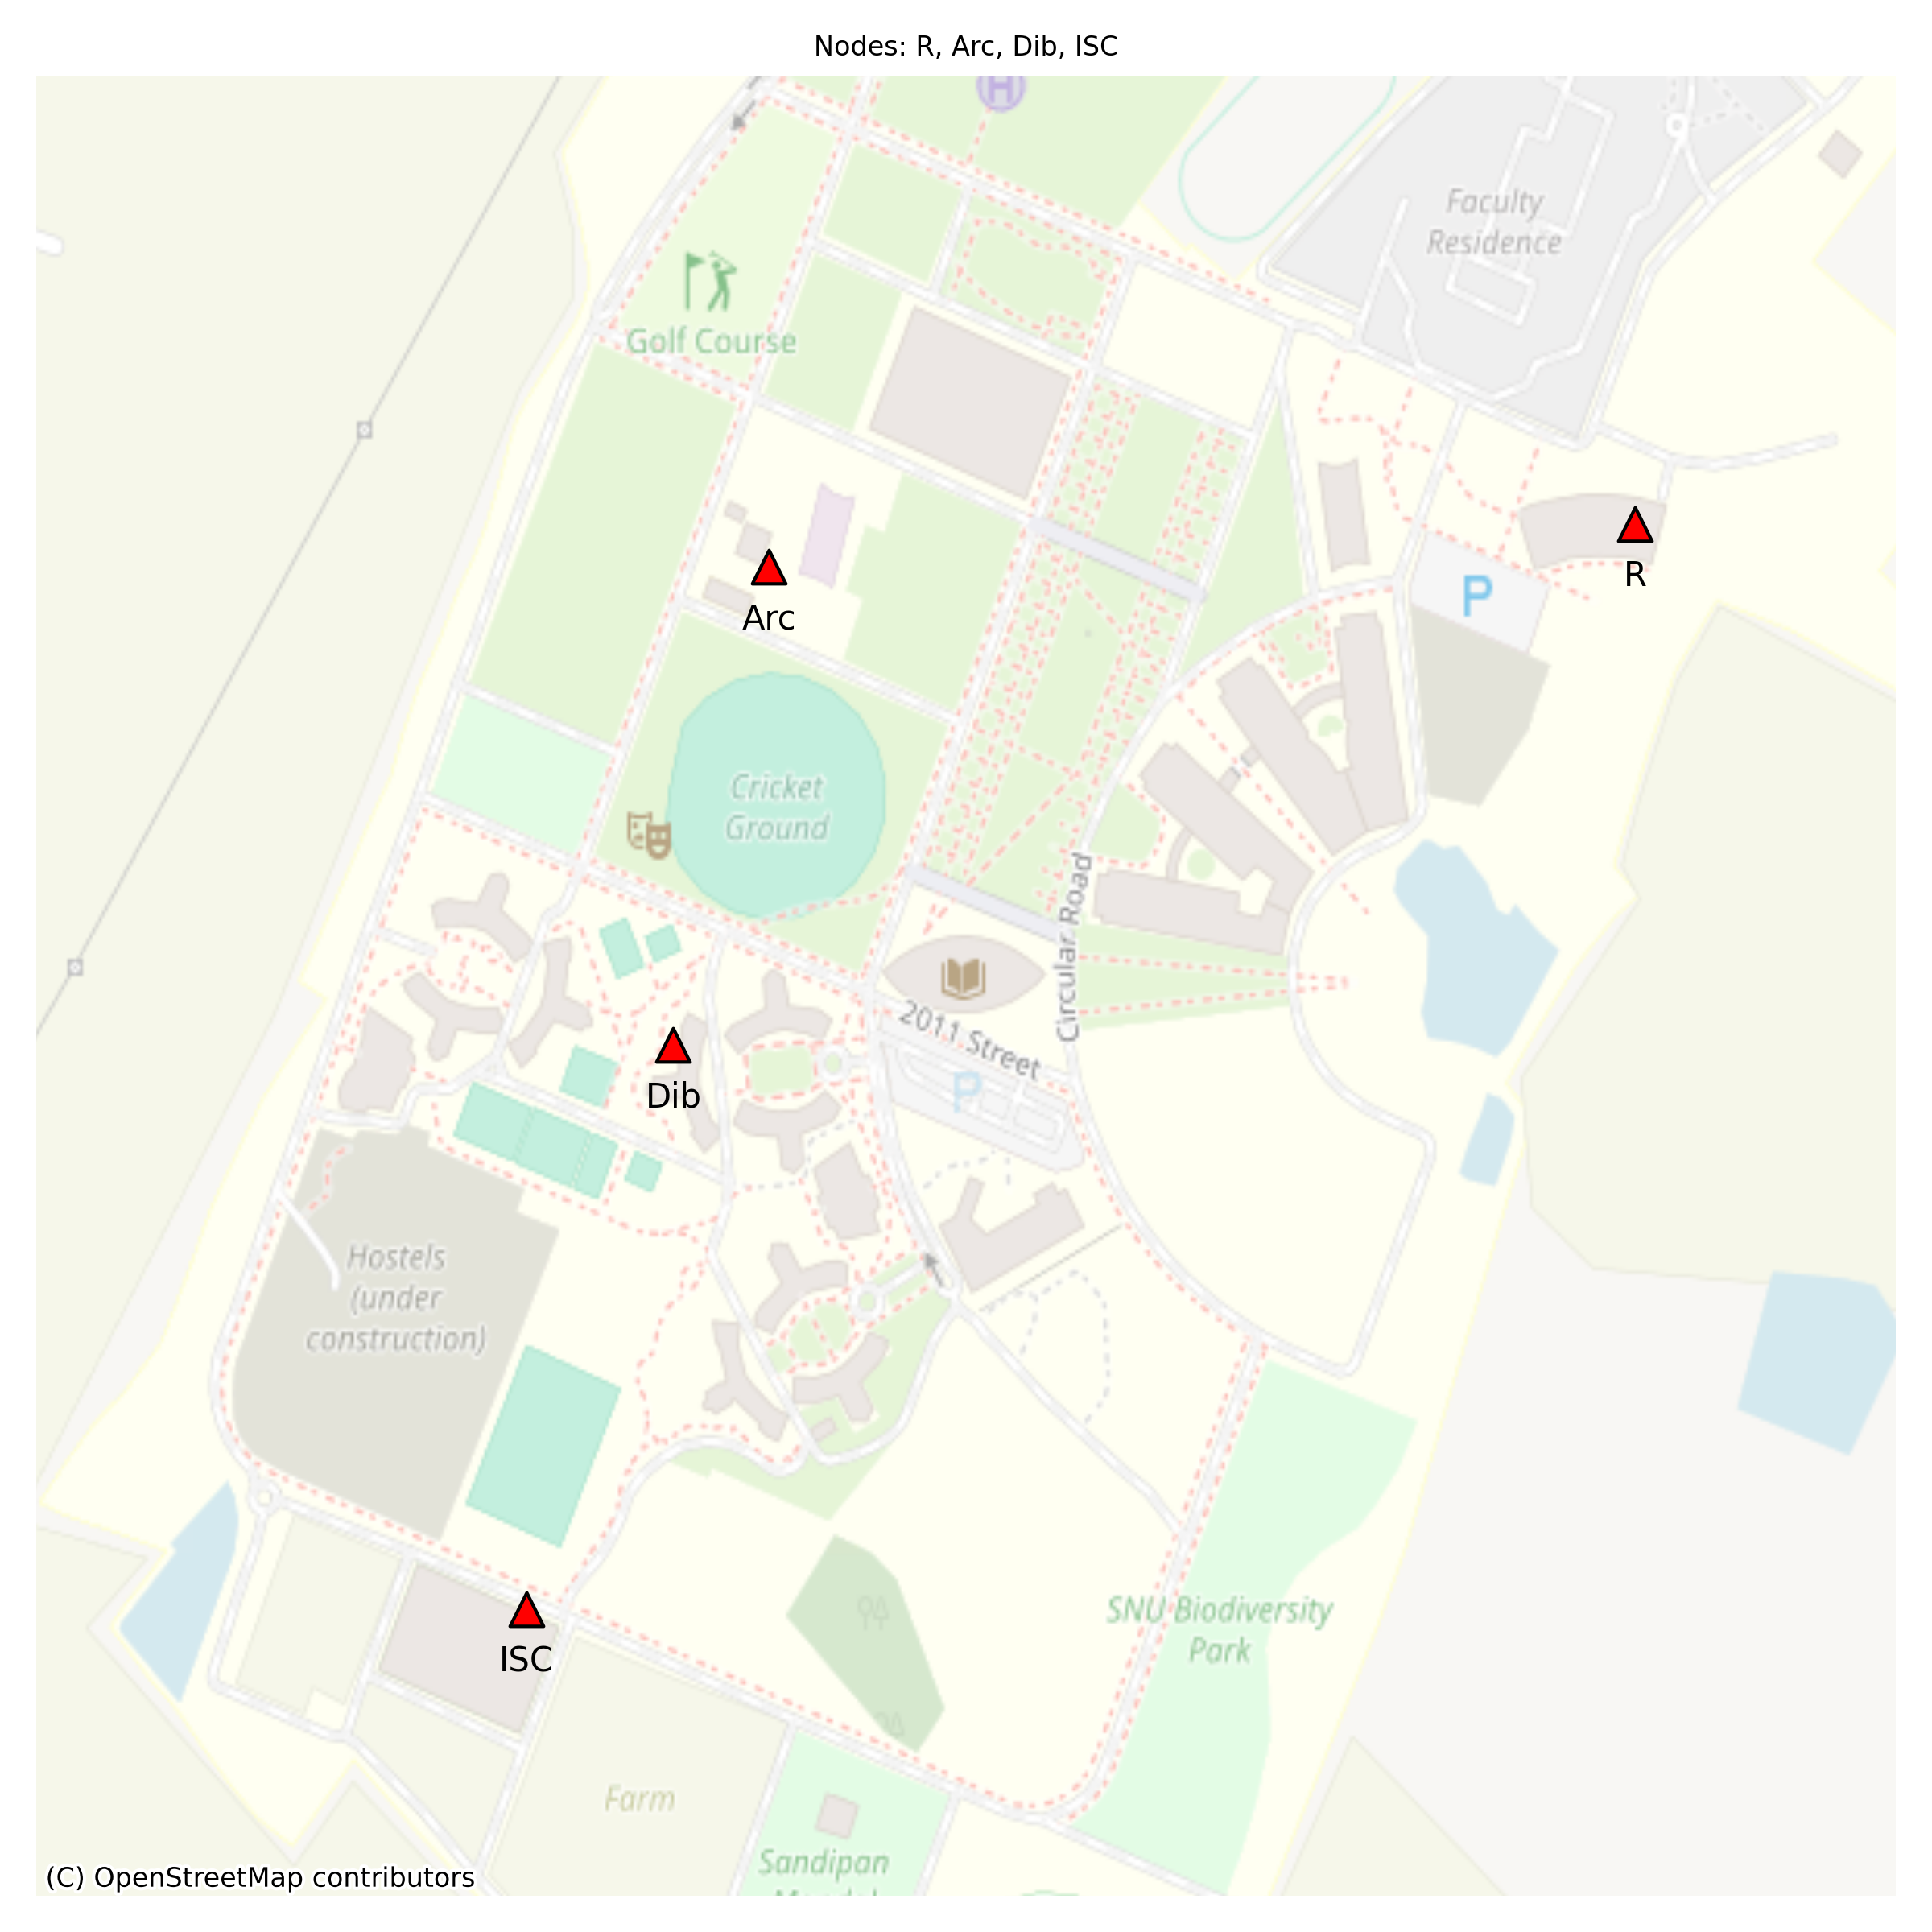 Nodes: R, Arc, Dib, ISC
H
Faculty
Residence
Golf Course
R
P
Arc
Cricket
Ground
Circular Road
2011 Street
P
Dib
Hostels
(under
construction)
SNU Biodiversity
Park
ISC
Farm
Sandipan
(C) OpenStreetMap contributors